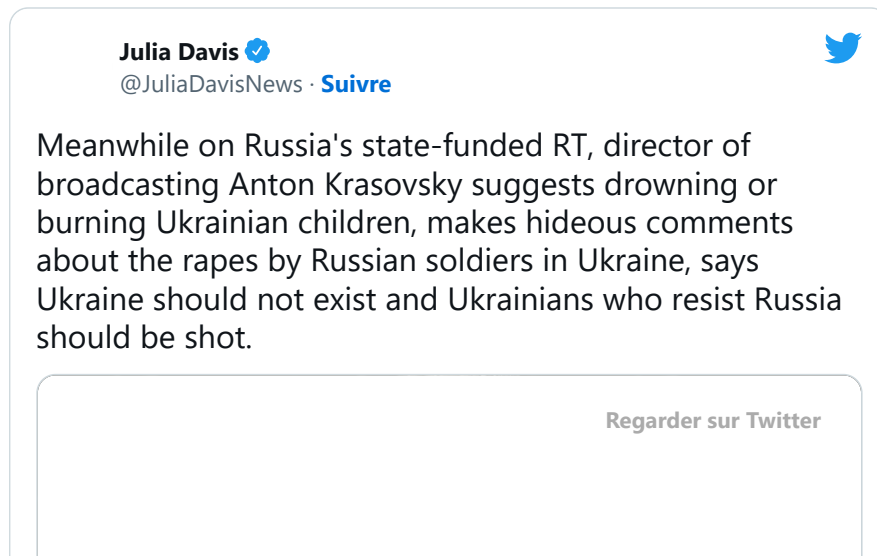 Julia Davis
@JuliaDavisNews · Suivre
Meanwhile on Russia's state-funded RT, director of
broadcasting Anton Krasovsky suggests drowning or
burning Ukrainian children, makes hideous comments
about the rapes by Russian soldiers in Ukraine, says
Ukraine should not exist and Ukrainians who resist Russia
should be shot.
Regarder sur Twitter